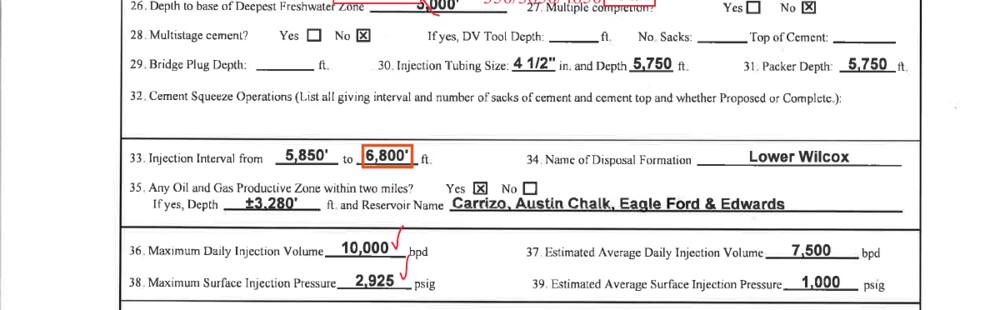 26. Depth to base of Deepest Freshwater Zone 27. Multiple completion? Yes ☐ No ☒
28. Multistage cement? Yes ☐ No ☒ If yes, DV Tool Depth: ______ ft. No. Sacks: ______ Top of Cement: ______
29. Bridge Plug Depth: ______ ft. 30. Injection Tubing Size: 4 1/2" in. and Depth 5,750 ft. 31. Packer Depth: 5,750 ft.
32. Cement Squeeze Operations (List all giving interval and number of sacks of cement and cement top and whether Proposed or Complete.):
33. Injection Interval from 5,850' to 6,800' ft. 34. Name of Disposal Formation Lower Wilcox
35. Any Oil and Gas Productive Zone within two miles? Yes ☒ No ☐
If yes, Depth ±3,280' ft. and Reservoir Name Carrizo, Austin Chalk, Eagle Ford & Edwards
36. Maximum Daily Injection Volume 10,000 bpd 37. Estimated Average Daily Injection Volume 7,500 bpd
38. Maximum Surface Injection Pressure 2,925 psig 39. Estimated Average Surface Injection Pressure 1,000 psig